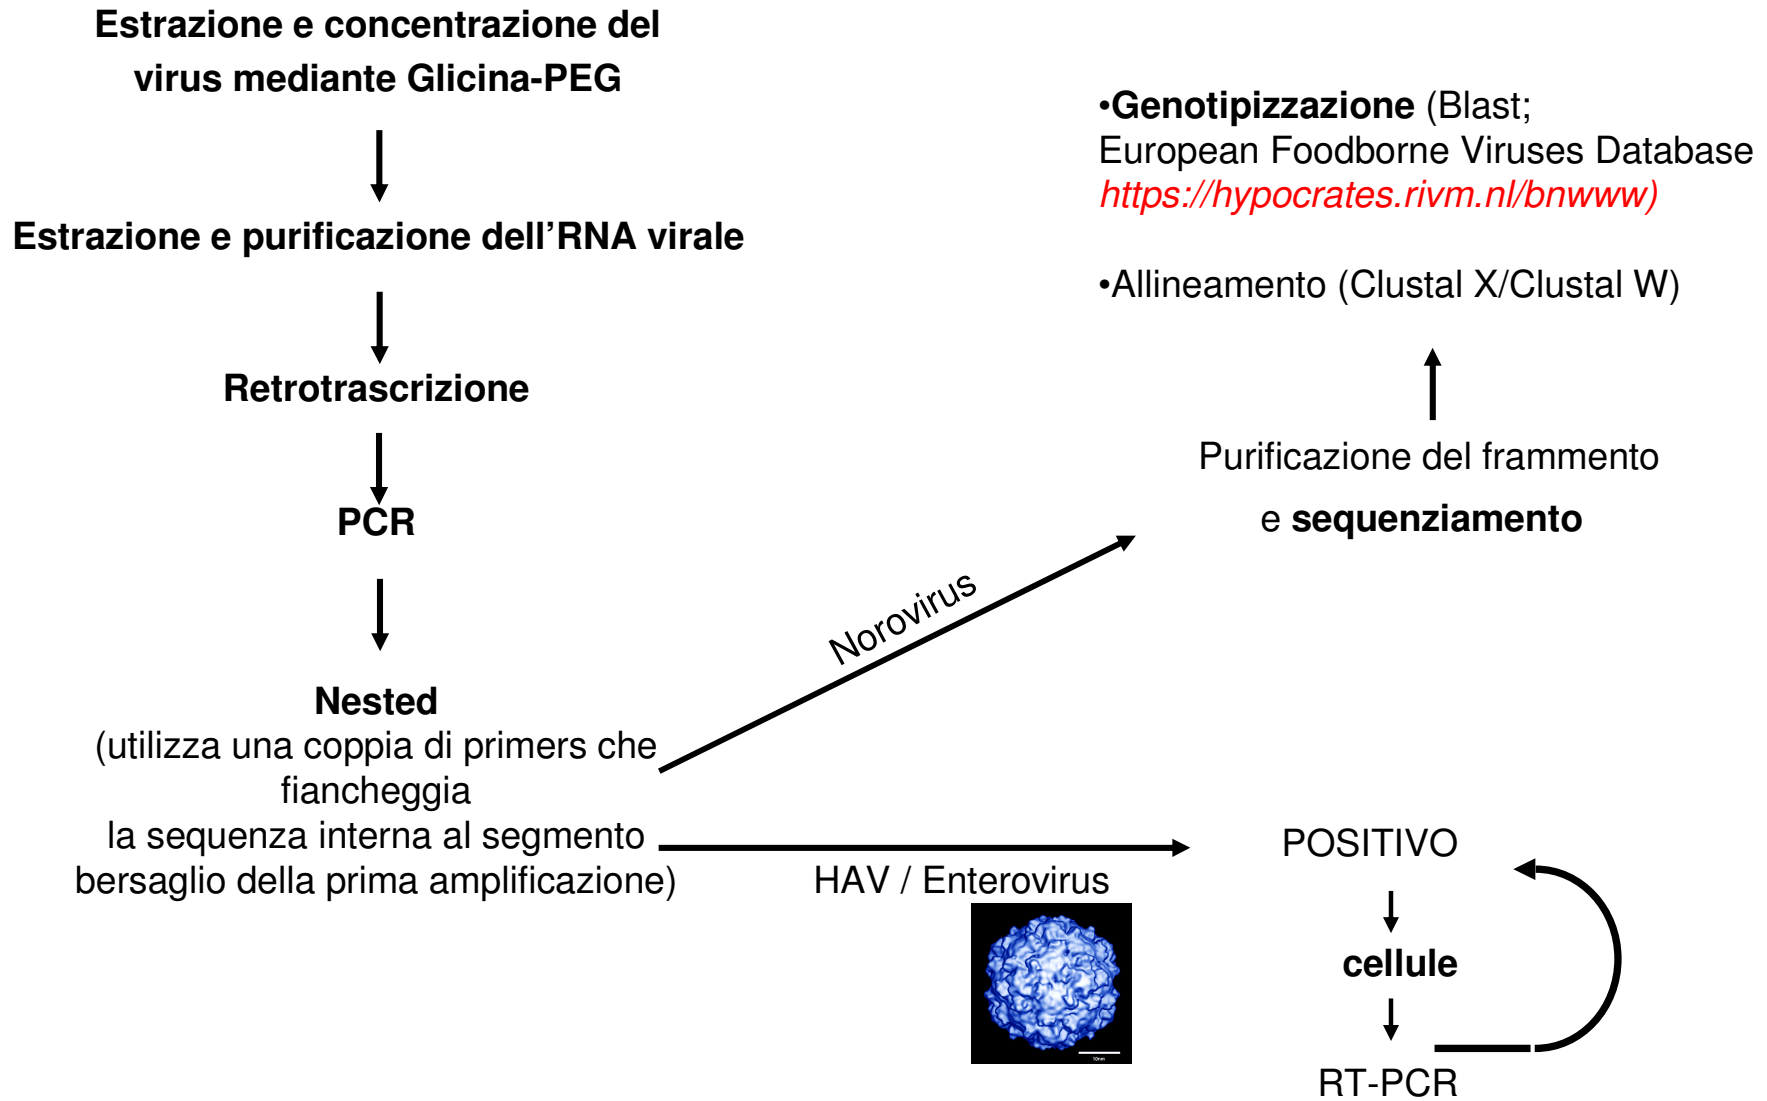 Estrazione e concentrazione del
virus mediante Glicina-PEG
Estrazione e purificazione dell’RNA virale
Retrotrascrizione
PCR
Nested
(utilizza una coppia di primers che
fiancheggia
la sequenza interna al segmento
bersaglio della prima amplificazione)
Norovirus
HAV / Enterovirus
•Genotipizzazione (Blast;
European Foodborne Viruses Database
https://hypocrates.rivm.nl/bnwww)
•Allineamento (Clustal X/Clustal W)
Purificazione del frammento
e sequenziamento
POSITIVO
cellule
RT-PCR
10nm